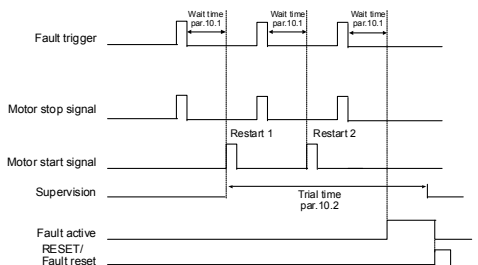 Wait time
par.10.1
Wait time
par.10.1
Wait time
par.10.1
Fault trigger
Motor stop signal
Restart 1
Restart 2
Motor start signal
Supervision
Trial time
par.10.2
Fault active
RESET/
Fault reset